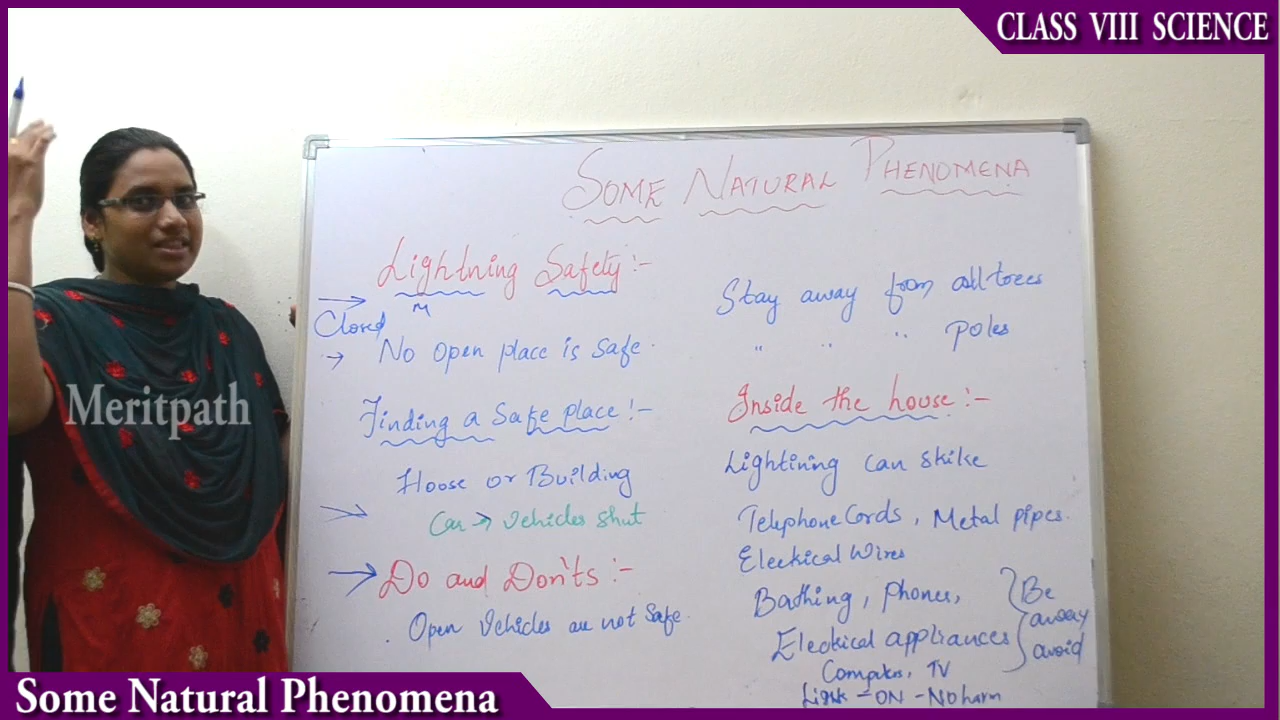 CLASS VIII SCIENCE
SOME NATURAL PHENOMENA
Lightning Safety :-
Closed
→ No open place is safe.
Finding a Safe place :-
House or Building
Car → Vehicles shut
→ Do and Don'ts :-
. Open Vehicles are not Safe.
Stay away from all trees
" " " poles
Inside the house :-
Lightining can skike
Telephone Cords, Metal pipes.
Electrical Wires
Bathing, phones,
Electrical appliances
Be away avoid
Computers, TV
Light - ON - No harm
Meritpath
Some Natural Phenomena